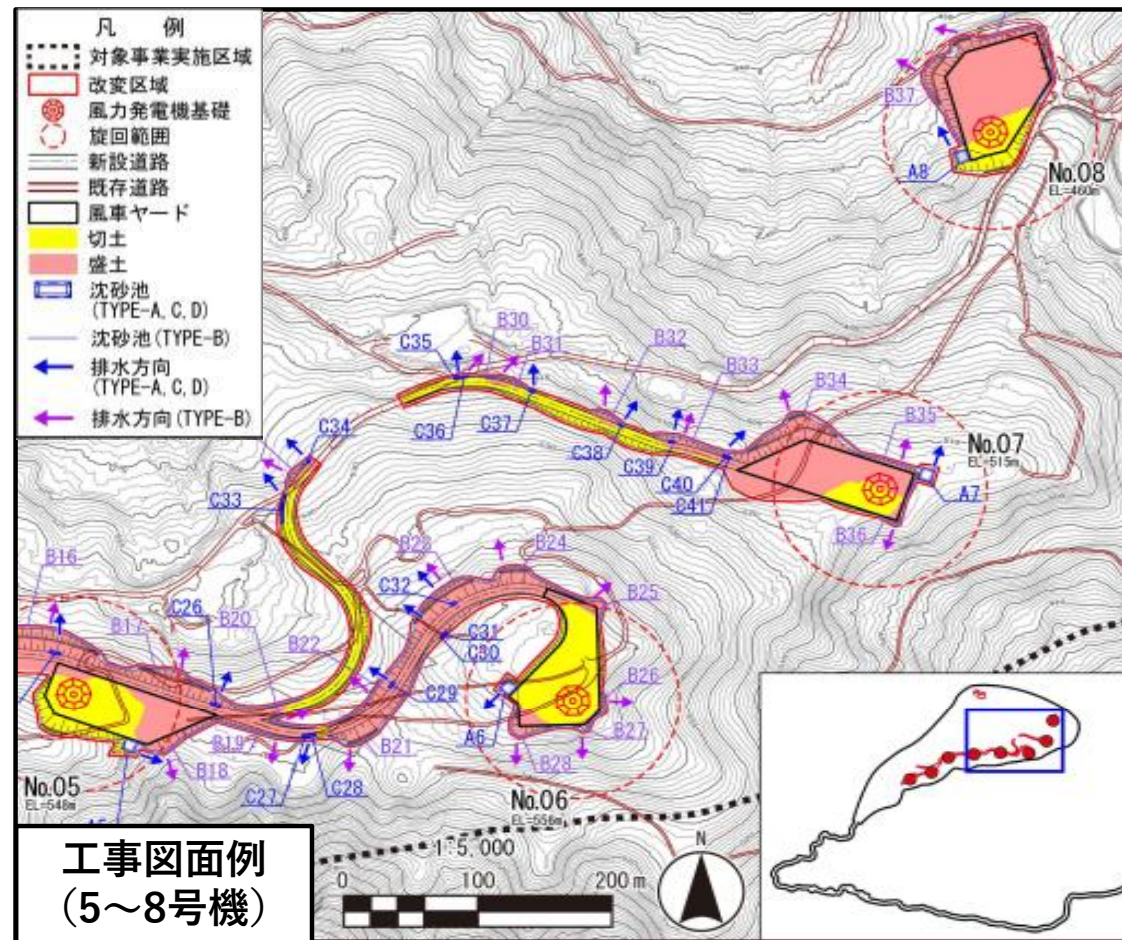 凡 例
対象事業実施区域
改変区域
風力発電機基礎
旋回範囲
新設道路
既存道路
風車ヤード
切土
盛土
沈砂池
(TYPE-A, C, D)
沈砂池(TYPE-B)
排水方向
(TYPE-A, C, D)
排水方向(TYPE-B)
B37
A8
No.08
EL=460m
B30
C35
B31
B32
B33
B34
B35
C36
C37
C38
C39
C40
C41
No.07
EL=515m
A7
B36
C34
C33
B23
B24
C32
B25
B16
C26
B17
B20
B22
C31
C30
C29
B26
A6
B27
B28
B21
B19
B18
C27
C28
No.05
EL=548m
No.06
EL=556m
1:5,000
0 100 200 m
N
工事図面例
(5～8号機)